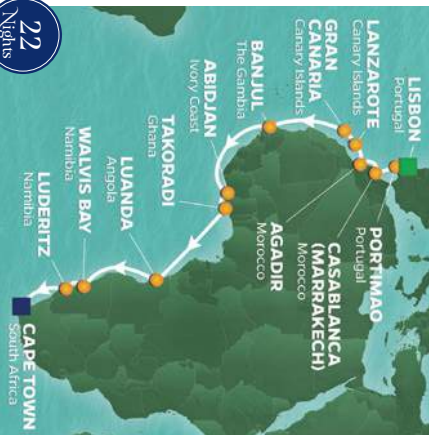 22
Nights
LISBON
Portugal
PORTIMAO
Portugal
CASABLANCA
(MARRAKECH)
Morocco
AGADIR
Morocco
LANZAROTE
Canary Islands
GRAN
CANARIA
Canary Islands
BANJUL
The Gambia
ABIDJAN
Ivory Coast
TAKORADI
Ghana
LUANDA
Angola
WALVIS BAY
Namibia
LUDERITZ
Namibia
CAPE TOWN
South Africa